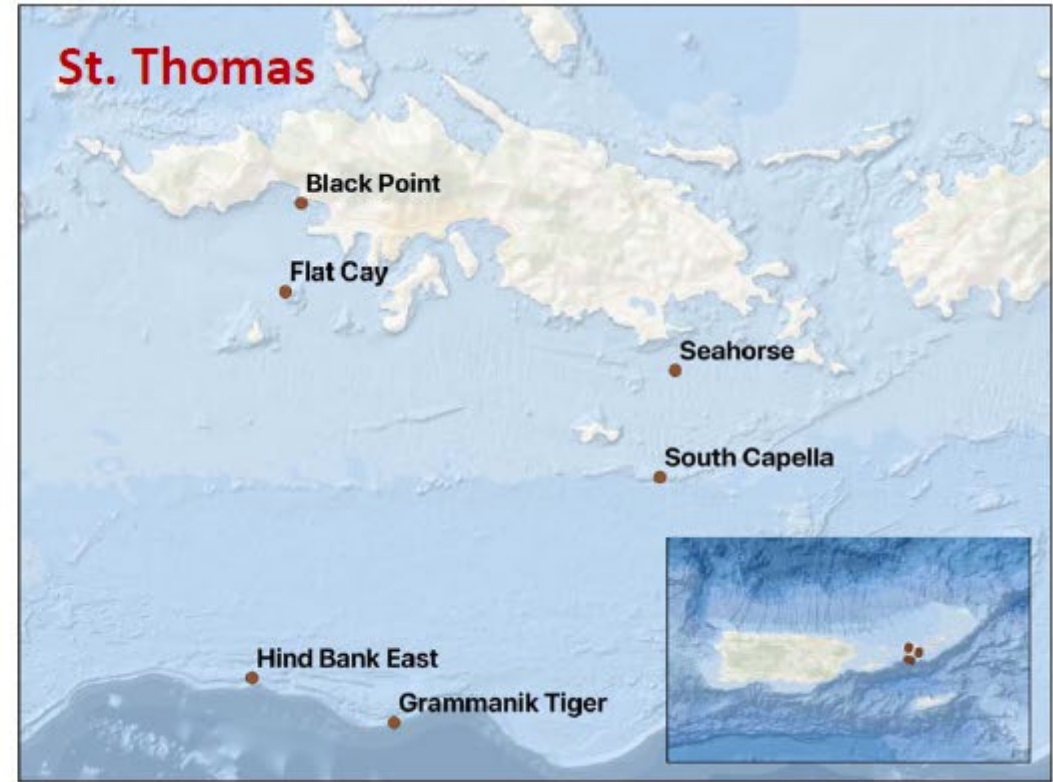 St. Thomas
Black Point
Flat Cay
Seahorse
South Capella
Hind Bank East
Grammanik Tiger